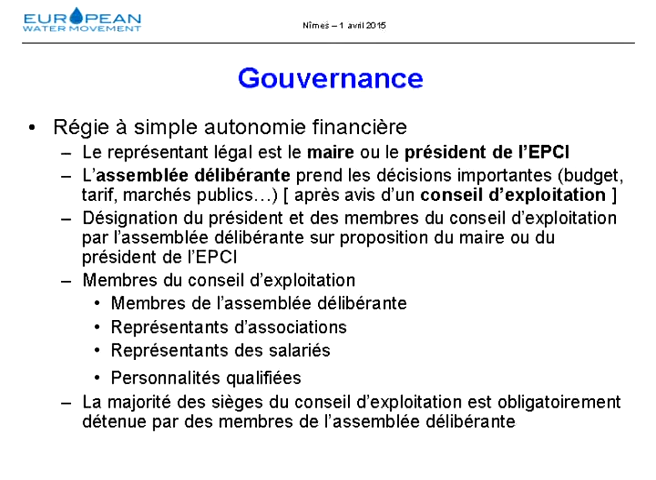 EUROPEAN
WATER MOVEMENT
Nîmes – 1 avril 2015
Gouvernance
• Régie à simple autonomie financière
– Le représentant légal est le maire ou le président de l’EPCI
– L’assemblée délibérante prend les décisions importantes (budget,
tarif, marchés publics…) [ après avis d’un conseil d’exploitation ]
– Désignation du président et des membres du conseil d’exploitation
par l’assemblée délibérante sur proposition du maire ou du
président de l’EPCI
– Membres du conseil d’exploitation
• Membres de l’assemblée délibérante
• Représentants d’associations
• Représentants des salariés
• Personnalités qualifiées
– La majorité des sièges du conseil d’exploitation est obligatoirement
détenue par des membres de l’assemblée délibérante